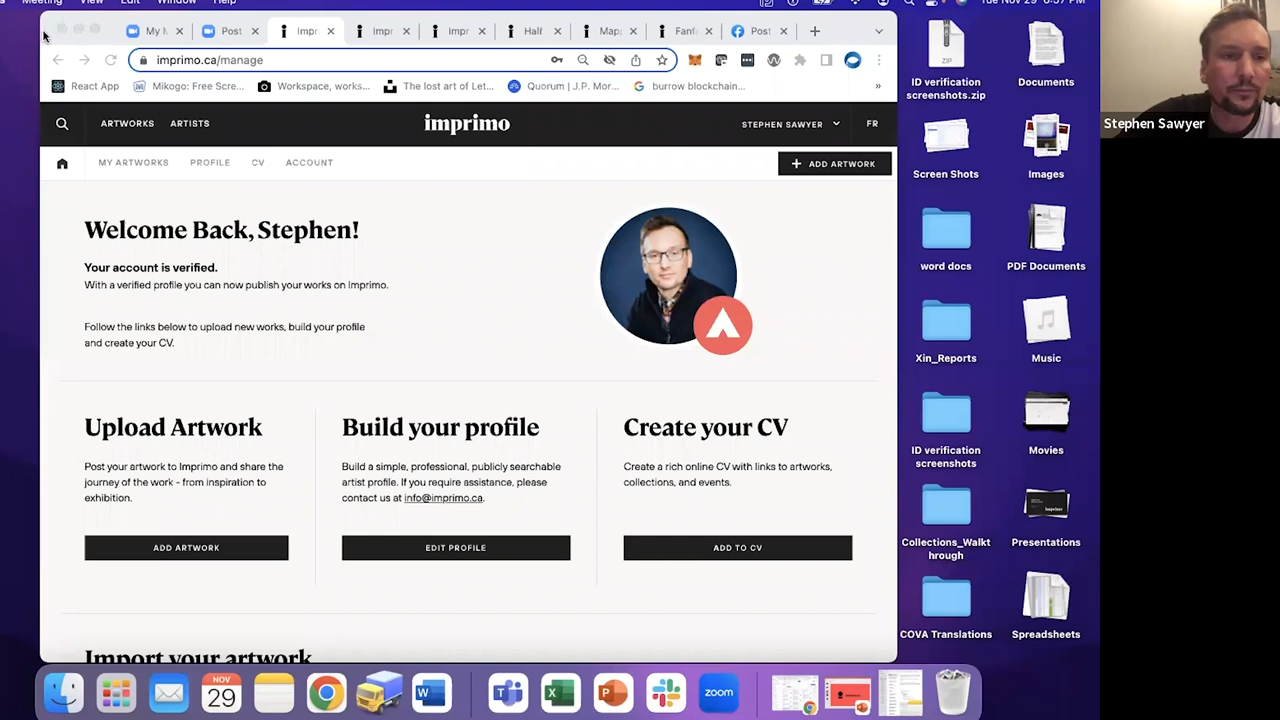 Meeting View Edit Window Help
Tue Nov 29 6:57 PM
My I
Post
Impr
Impr
Impr
Half
Map
Fanf
Post
imprimo.ca/manage
React App
Mikogo: Free Scre...
Workspace, works...
The lost art of Let...
Quorum | J.P. Mor...
burrow blockchain...
»
ARTWORKS ARTISTS
imprimo
STEPHEN SAWYER
FR
MY ARTWORKS PROFILE CV ACCOUNT
+ ADD ARTWORK
Welcome Back, Stephen!
Your account is verified.
With a verified profile you can now publish your works on Imprimo.
Follow the links below to upload new works, build your profile
and create your CV.
Upload Artwork
Post your artwork to Imprimo and share the
journey of the work - from inspiration to
exhibition.
ADD ARTWORK
Build your profile
Build a simple, professional, publicly searchable
artist profile. If you require assistance, please
contact us at info@imprimo.ca.
EDIT PROFILE
Create your CV
Create a rich online CV with links to artworks,
collections, and events.
ADD TO CV
Import your artwork
ZIP
ID verification
screenshots.zip
Documents
Screen Shots
Images
word docs
PDF Documents
Xin_Reports
Music
ID verification
screenshots
Movies
Collections_Walkt
hrough
Presentations
COVA Translations
Spreadsheets
Stephen Sawyer
NOV
29
zoom